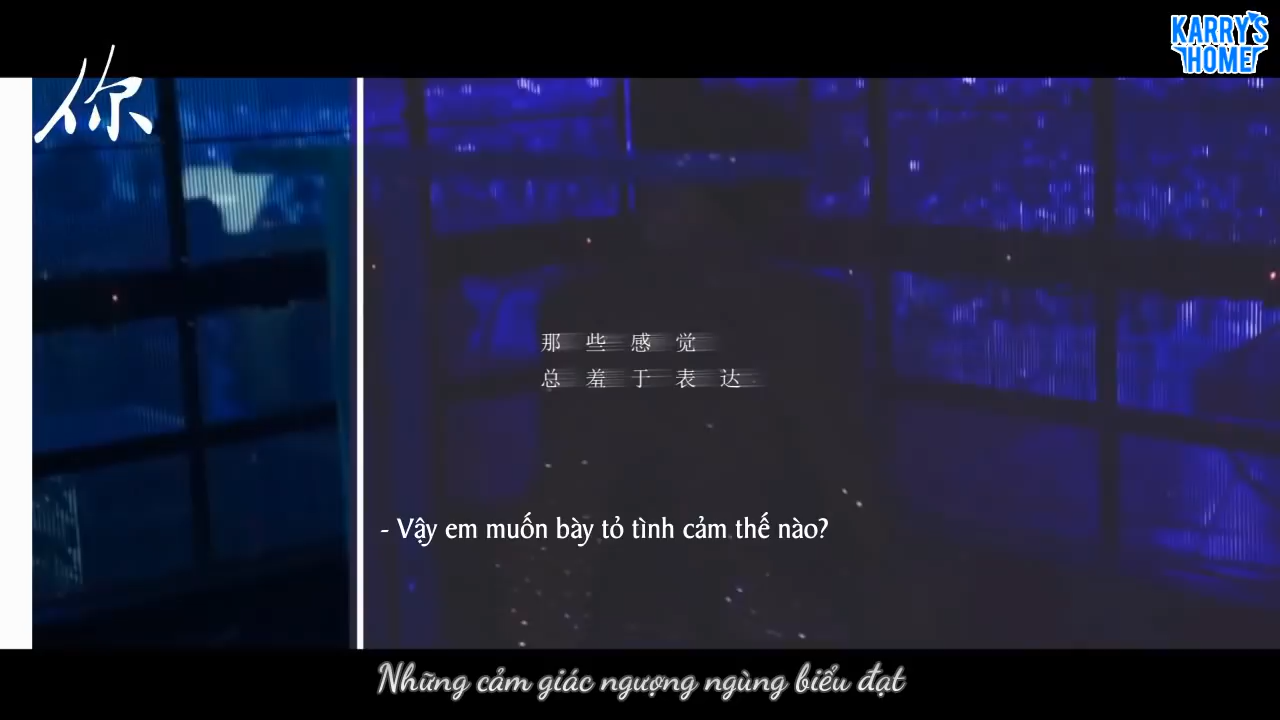 KARRY'S
HOME
你
那些感觉
总羞于表达
- Vậy em muốn bày tỏ tình cảm thế nào?
Những cảm giác ngượng ngùng biểu đạt